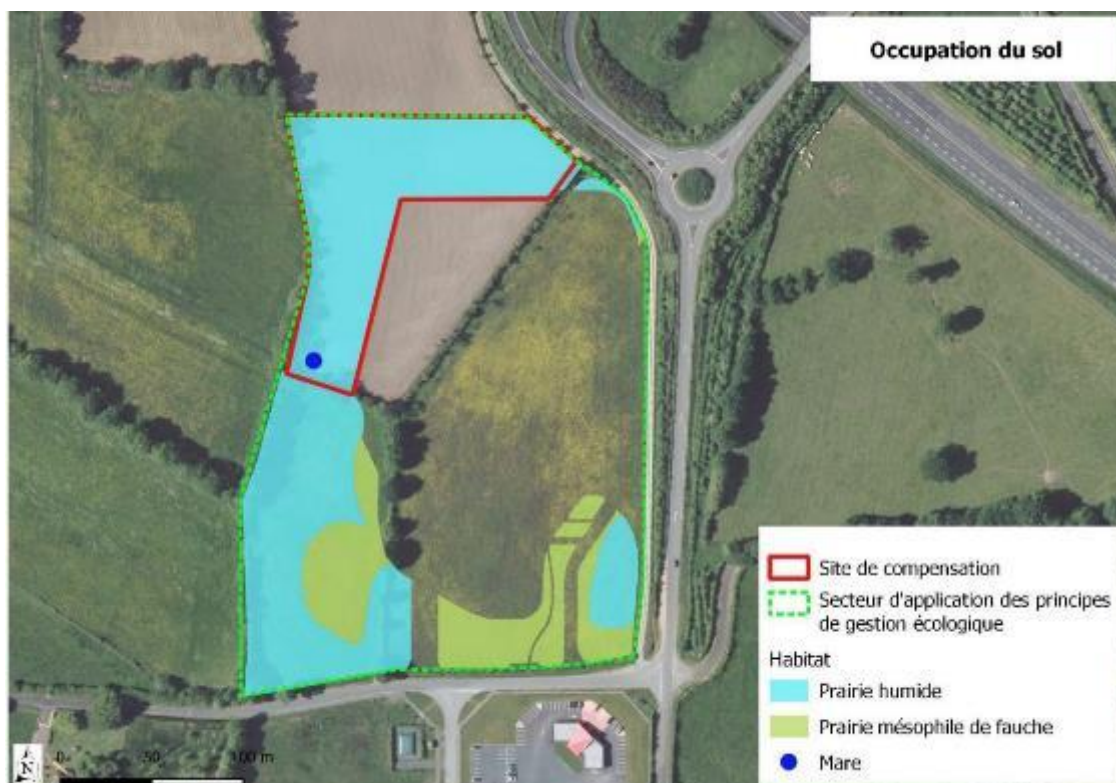 Occupation du sol
Site de compensation
Secteur d'application des principes
de gestion écologique
Habitat
Prairie humide
Prairie mésophile de fauche
Mare
0 50 100 m